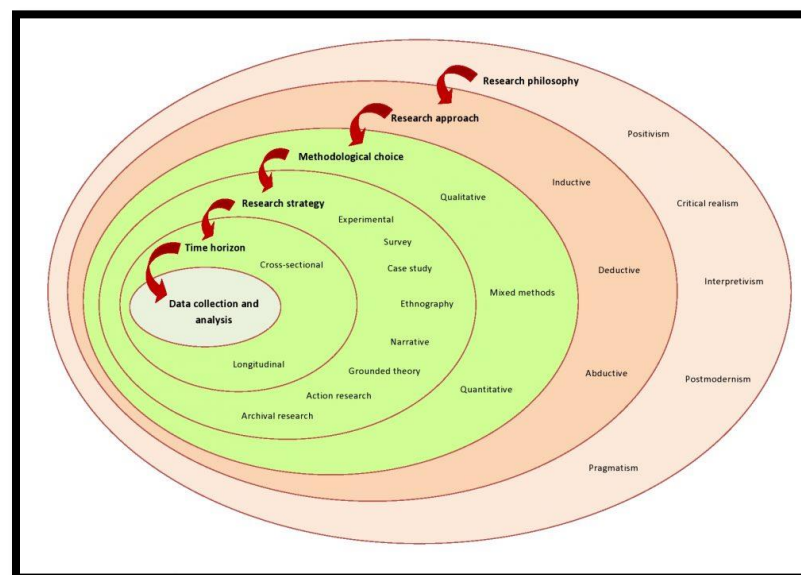 Research philosophy
Research approach
Positivism
Methodological choice
Inductive
Qualitative
Research strategy
Critical realism
Experimental
Survey
Time horizon
Cross-sectional
Case study
Deductive
Interpretivism
Mixed methods
Data collection and
analysis
Ethnography
Narrative
Longitudinal
Grounded theory
Abductive
Postmodernism
Quantitative
Action research
Archival research
Pragmatism